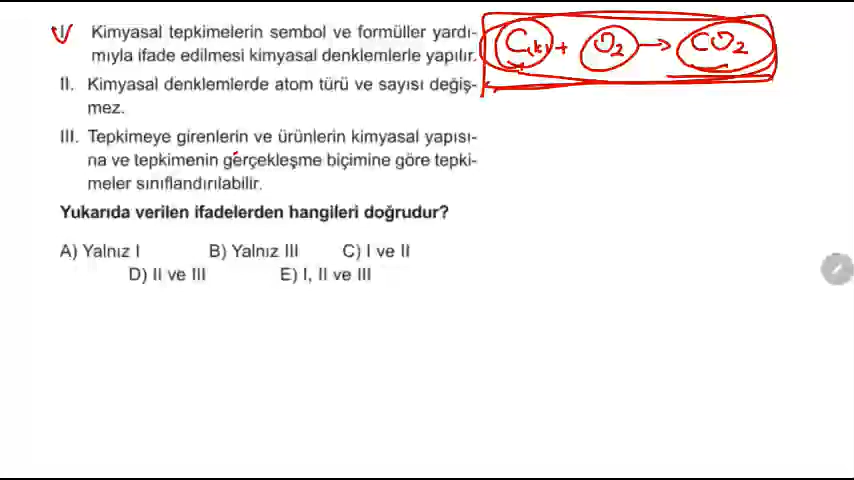 I. Kimyasal tepkimelerin sembol ve formüller yardı-
mıyla ifade edilmesi kimyasal denklemlerle yapılır.
II. Kimyasal denklemlerde atom türü ve sayısı değiş-
mez.
III. Tepkimeye girenlerin ve ürünlerin kimyasal yapısı-
na ve tepkimenin gerçekleşme biçimine göre tepki-
meler sınıflandırılabilir.
Yukarıda verilen ifadelerden hangileri doğrudur?
A) Yalnız I B) Yalnız III C) I ve II
D) II ve III E) I, II ve III
C(k) + O2 → CO2